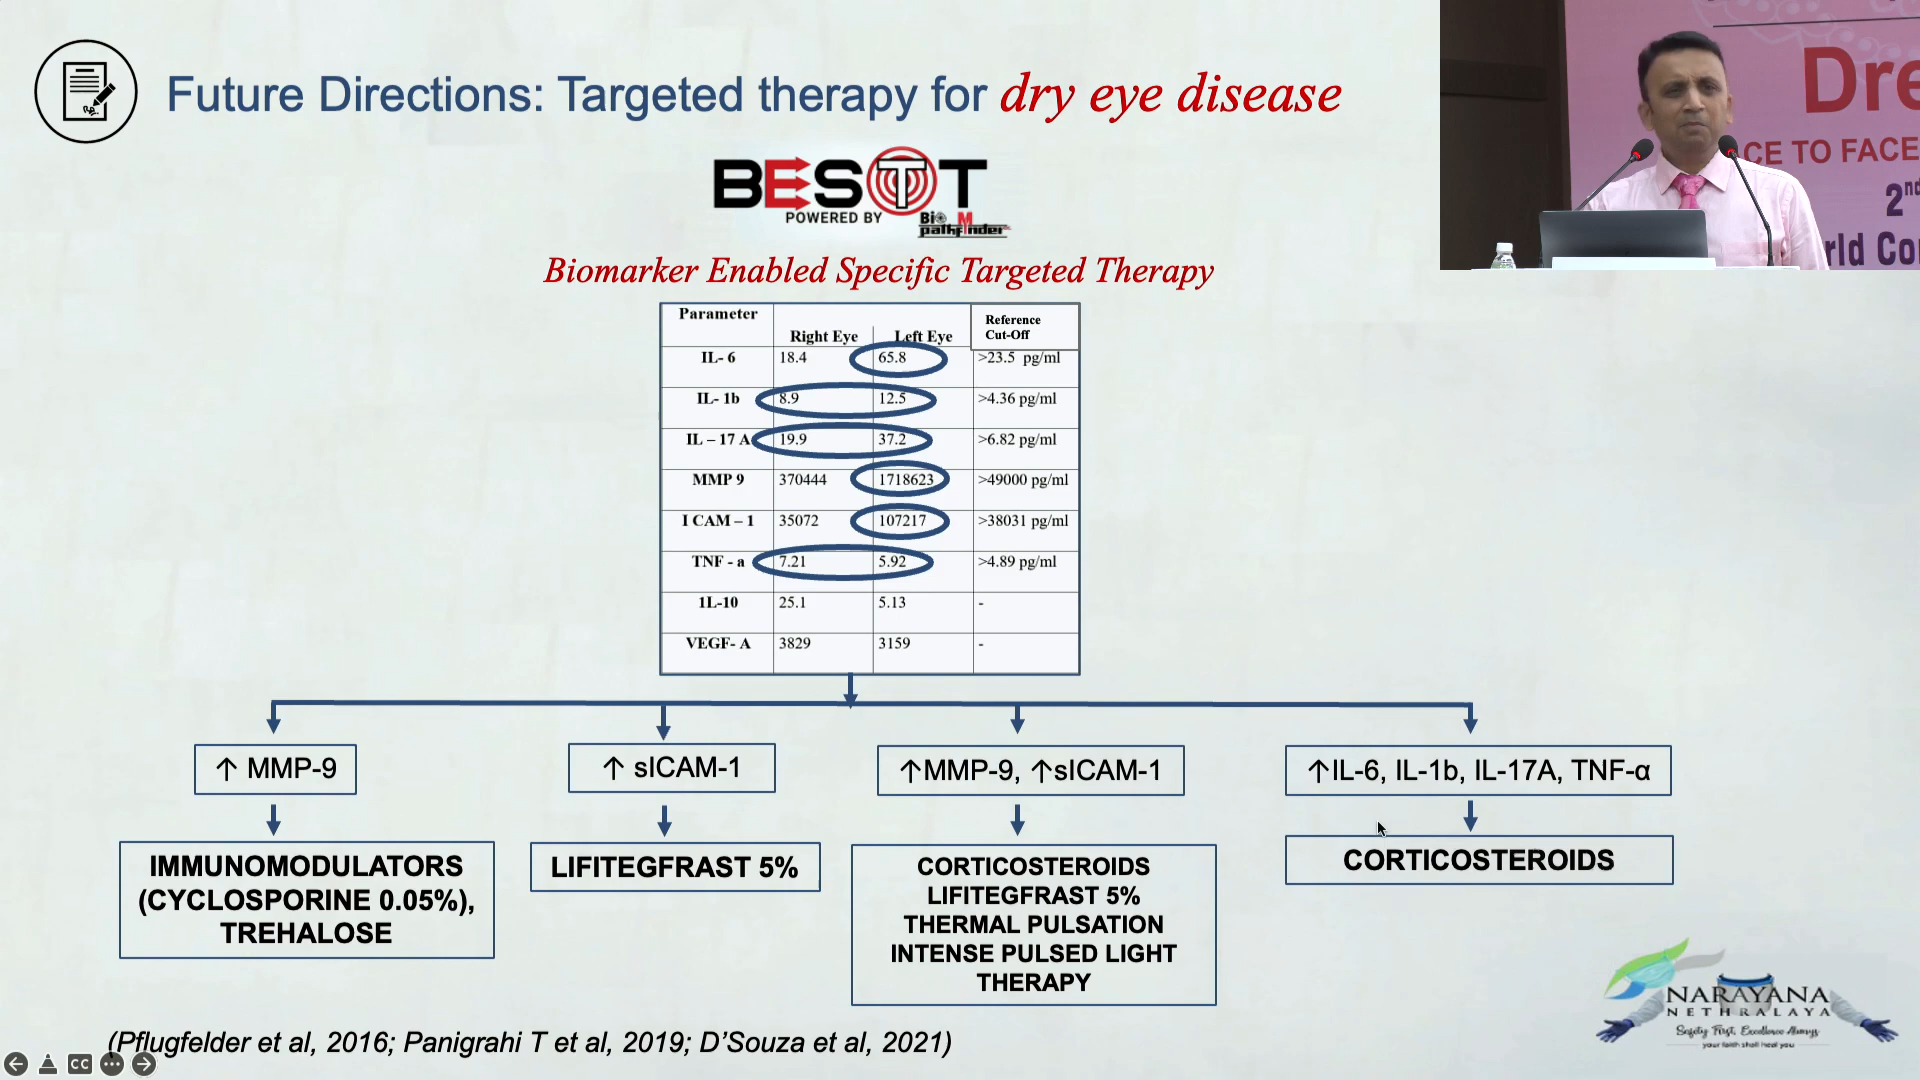 Future Directions: Targeted therapy for dry eye disease
BESTT
POWERED BY
Bio M
pathfinder
Biomarker Enabled Specific Targeted Therapy
Parameter Right Eye Left Eye Reference Cut-Off
IL- 6 18.4 65.8 >23.5 pg/ml
IL- 1b 8.9 12.5 >4.36 pg/ml
IL – 17 A 19.9 37.2 >6.82 pg/ml
MMP 9 370444 1718623 >49000 pg/ml
I CAM – 1 35072 107217 >38031 pg/ml
TNF - a 7.21 5.92 >4.89 pg/ml
1L-10 25.1 5.13 -
VEGF- A 3829 3159 -
↑ MMP-9
IMMUNOMODULATORS
(CYCLOSPORINE 0.05%),
TREHALOSE
↑ sICAM-1
LIFITEGFRAST 5%
↑MMP-9, ↑sICAM-1
CORTICOSTEROIDS
LIFITEGFRAST 5%
THERMAL PULSATION
INTENSE PULSED LIGHT
THERAPY
↑IL-6, IL-1b, IL-17A, TNF-α
CORTICOSTEROIDS
(Pflugfelder et al, 2016; Panigrahi T et al, 2019; D’Souza et al, 2021)
NARAYANA
NETHRALAYA
Safety First, Excellence Always
your faith shall heal you
CC
Dre
CE TO FACE
2nd
rld Co